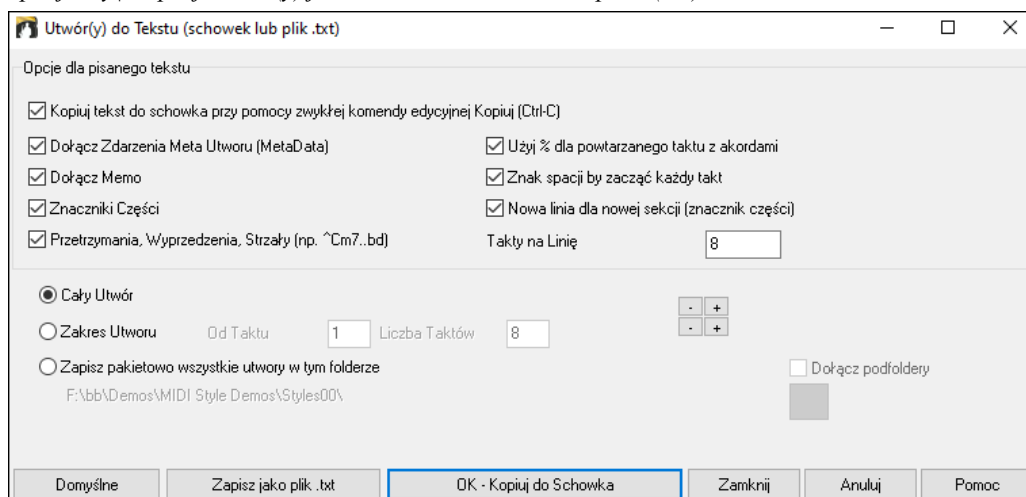 Utwór(y) do Tekstu (schowek lub plik .txt)
Opcje dla pisanego tekstu
Kopiuj tekst do schowka przy pomocy zwykłej komendy edycyjnej Kopiuj (Ctrl-C)
Dołącz Zdarzenia Meta Utworu (MetaData)
Użyj % dla powtarzanego taktu z akordami
Dołącz Memo
Znak spacji by zacząć każdy takt
Znaczniki Części
Nowa linia dla nowej sekcji (znacznik części)
Przetrzymania, Wyprzedzenia, Strzały (np. ^Cm7..bd)
Takty na Linię 8
Cały Utwór
- +
Zakres Utworu Od Taktu 1 Liczba Taktów 8
- +
Zapisz pakietowo wszystkie utwory w tym folderze
Dołącz podfoldery
F:\bb\Demos\MIDI Style Demos\Styles00\
Domyślne Zapisz jako plik .txt OK - Kopiuj do Schowka Zamknij Anuluj Pomoc